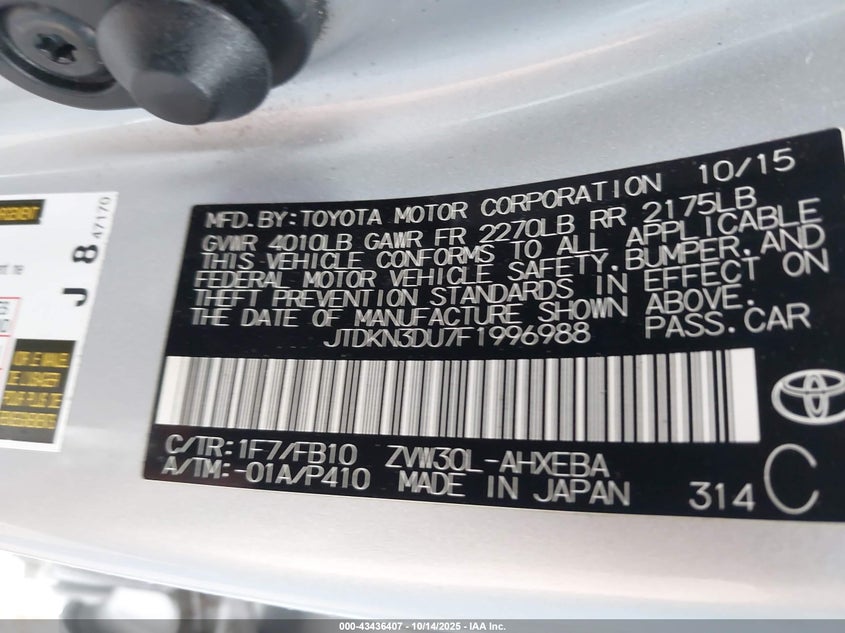 MFD. BY: TOYOTA MOTOR CORPORATION 10/15
GVWR 4010LB GAWR FR 2270LB RR 2175LB
THIS VEHICLE CONFORMS TO ALL APPLICABLE
FEDERAL MOTOR VEHICLE SAFETY, BUMPER, AND
THEFT PREVENTION STANDARDS IN EFFECT ON
THE DATE OF MANUFACTURE SHOWN ABOVE.
JTDKN3DU7F1996988 PASS. CAR
C/TR: 1F7/FB10 ZVW30L-AHXEBA
A/TM: -01A/P410 MADE IN JAPAN 314 C
J 8 47170
000-43436407 | 10/14/2025 | IAA Inc.